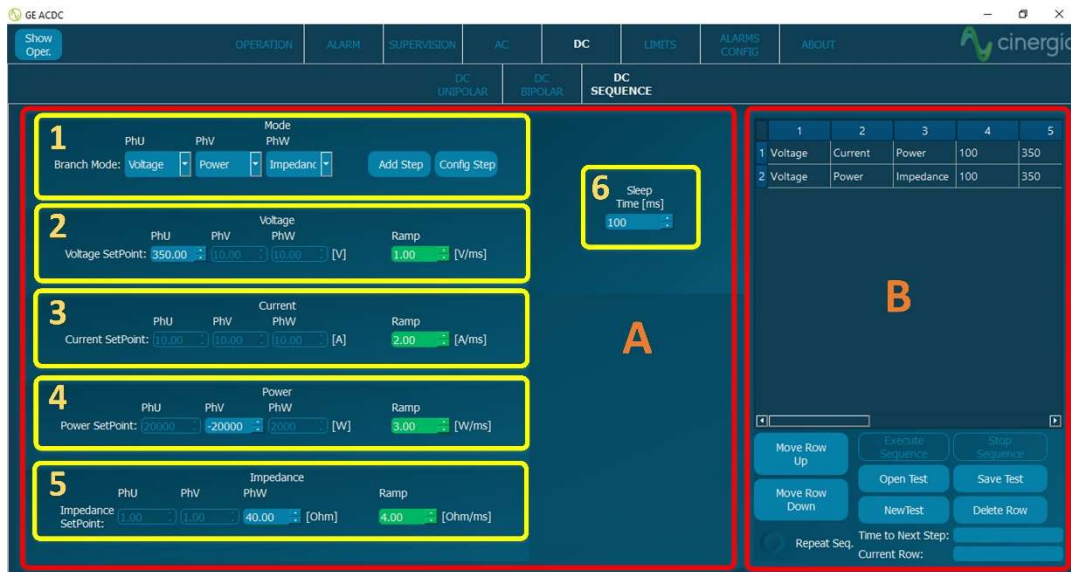 GE ACDC
Show Oper.
OPERATION ALARM SUPERVISION AC DC LIMITS ALARMS CONFIG ABOUT
cinergia
DC UNIPOLAR DC BIPOLAR DC SEQUENCE
1
Mode
PhU PhV PhW
Branch Mode: Voltage Power Impedanc Add Step Config Step
2
Voltage
PhU PhV PhW Ramp
Voltage SetPoint: 350.00 10.00 10.00 [V] 1.00 [V/ms]
3
Current
PhU PhV PhW Ramp
Current SetPoint: 10.00 10.00 10.00 [A] 2.00 [A/ms]
4
Power
PhU PhV PhW Ramp
Power SetPoint: 20000 -20000 2000 [W] 3.00 [W/ms]
5
Impedance
PhU PhV PhW Ramp
Impedance SetPoint: 1.00 1.00 40.00 [Ohm] 4.00 [Ohm/ms]
6
Sleep
Time [ms]
100
A
1 2 3 4 5
1 Voltage Current Power 100 350
2 Voltage Power Impedance 100 350
B
Move Row Up Execute Sequence Stop Sequence
Open Test Save Test
Move Row Down NewTest Delete Row
Repeat Seq. Time to Next Step:
Current Row: